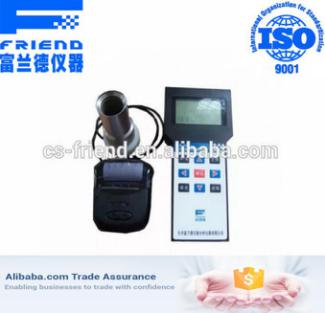 FRIEND
富兰德仪器
International Organization for Standardization
ISO
9001
cs-friend.en.alibaba.com
Alibaba.com Trade Assurance
Enabling businesses to trade with confidence